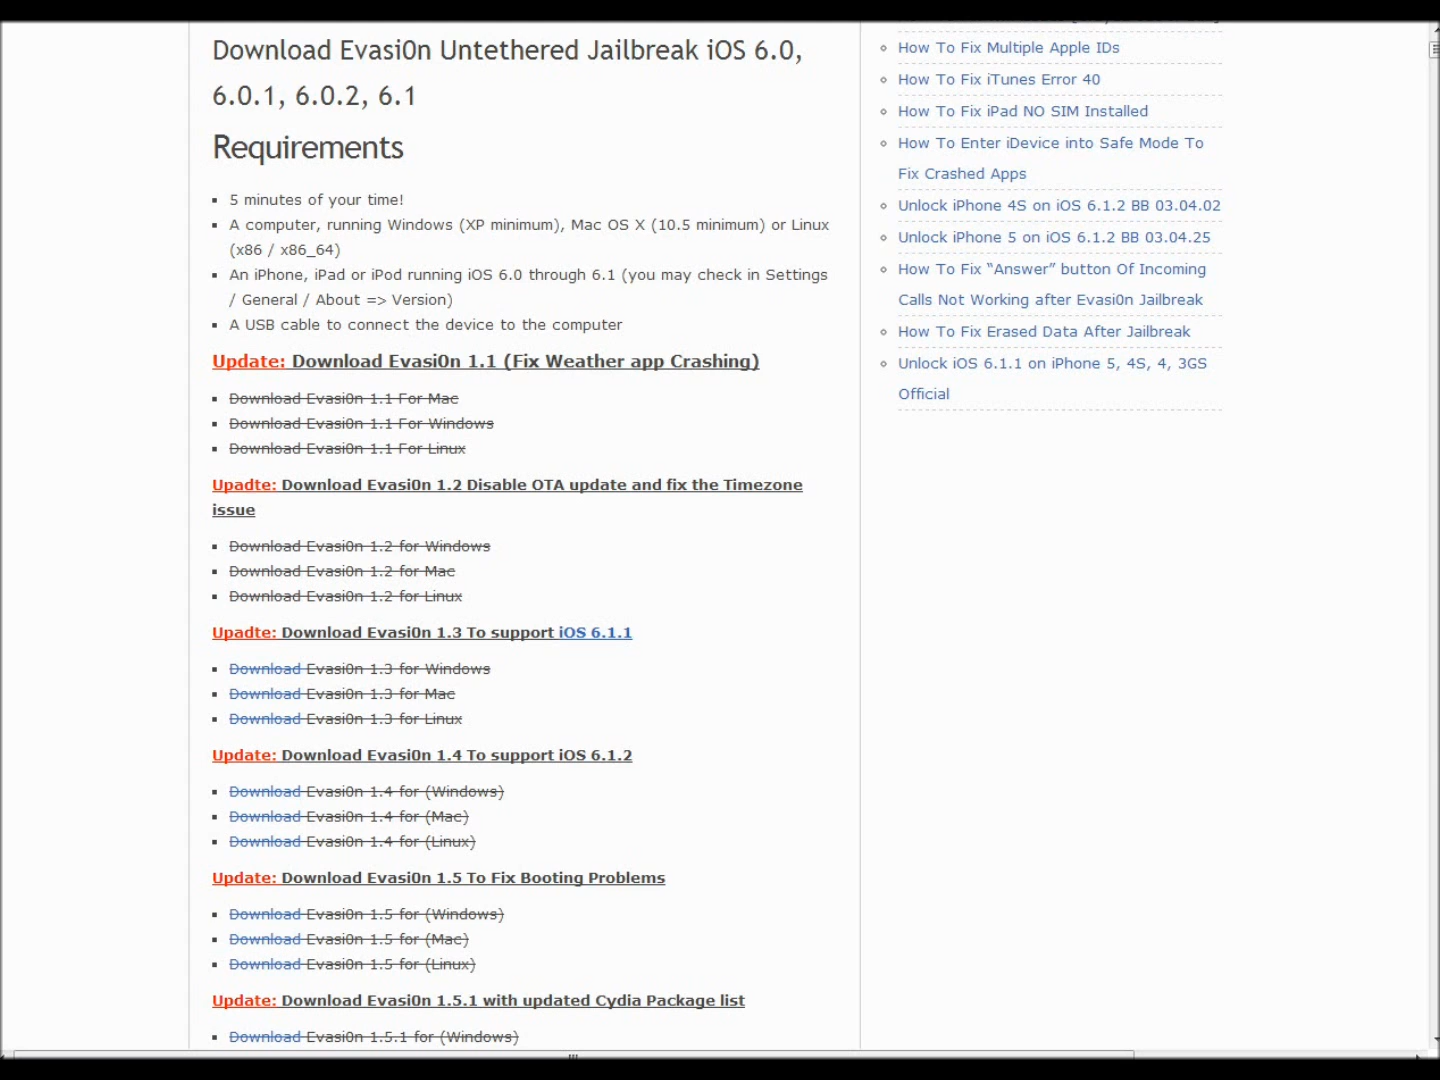 Download Evasi0n Untethered Jailbreak iOS 6.0,
6.0.1, 6.0.2, 6.1
Requirements
5 minutes of your time!
A computer, running Windows (XP minimum), Mac OS X (10.5 minimum) or Linux
(x86 / x86_64)
An iPhone, iPad or iPod running iOS 6.0 through 6.1 (you may check in Settings
/ General / About => Version)
A USB cable to connect the device to the computer
Update: Download Evasi0n 1.1 (Fix Weather app Crashing)
Download Evasi0n 1.1 For Mac
Download Evasi0n 1.1 For Windows
Download Evasi0n 1.1 For Linux
Upadte: Download Evasi0n 1.2 Disable OTA update and fix the Timezone
issue
Download Evasi0n 1.2 for Windows
Download Evasi0n 1.2 for Mac
Download Evasi0n 1.2 for Linux
Upadte: Download Evasi0n 1.3 To support iOS 6.1.1
Download Evasi0n 1.3 for Windows
Download Evasi0n 1.3 for Mac
Download Evasi0n 1.3 for Linux
Update: Download Evasi0n 1.4 To support iOS 6.1.2
Download Evasi0n 1.4 for (Windows)
Download Evasi0n 1.4 for (Mac)
Download Evasi0n 1.4 for (Linux)
Update: Download Evasi0n 1.5 To Fix Booting Problems
Download Evasi0n 1.5 for (Windows)
Download Evasi0n 1.5 for (Mac)
Download Evasi0n 1.5 for (Linux)
Update: Download Evasi0n 1.5.1 with updated Cydia Package list
Download Evasi0n 1.5.1 for (Windows)
How To Fix Multiple Apple IDs
How To Fix iTunes Error 40
How To Fix iPad NO SIM Installed
How To Enter iDevice into Safe Mode To
Fix Crashed Apps
Unlock iPhone 4S on iOS 6.1.2 BB 03.04.02
Unlock iPhone 5 on iOS 6.1.2 BB 03.04.25
How To Fix “Answer” button Of Incoming
Calls Not Working after Evasi0n Jailbreak
How To Fix Erased Data After Jailbreak
Unlock iOS 6.1.1 on iPhone 5, 4S, 4, 3GS
Official